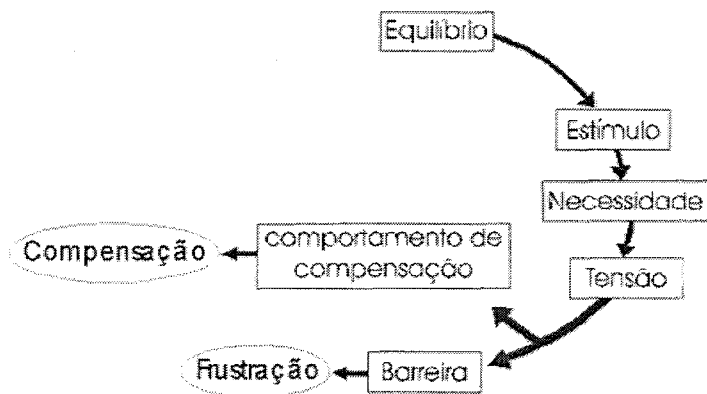 Equilíbrio
Estímulo
Necessidade
Compensação
comportamento de
compensação
Tensão
Frustração
Barreira